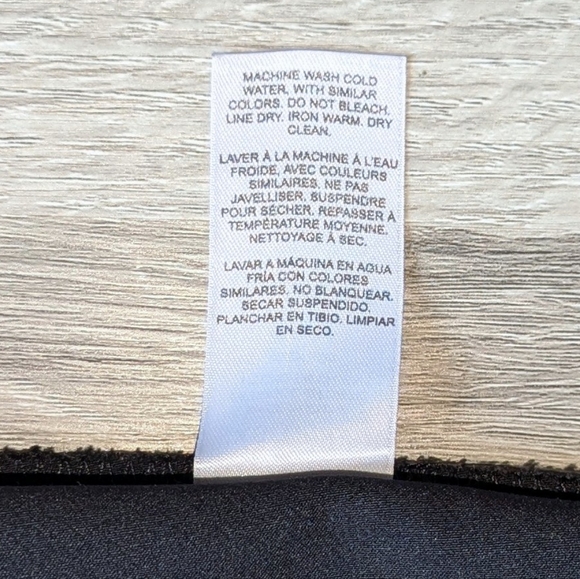 MACHINE WASH COLD
WATER, WITH SIMILAR
COLORS. DO NOT BLEACH.
LINE DRY. IRON WARM. DRY
CLEAN.
LAVER À LA MACHINE À L'EAU
FROIDE, AVEC COULEURS
SIMILAIRES. NE PAS
JAVELLISER. SUSPENDRE
POUR SÉCHER. REPASSER À
TEMPÉRATURE MOYENNE.
NETTOYAGE À SEC.
LAVAR A MÁQUINA EN AGUA
FRÍA CON COLORES
SIMILARES. NO BLANQUEAR.
SECAR SUSPENDIDO.
PLANCHAR EN TIBIO. LIMPIAR
EN SECO.